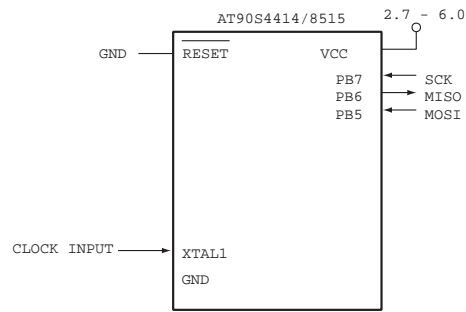 AT90S4414/8515
2.7 - 6.0
GND
RESET
VCC
PB7
SCK
PB6
MISO
PB5
MOSI
CLOCK INPUT
XTAL1
GND